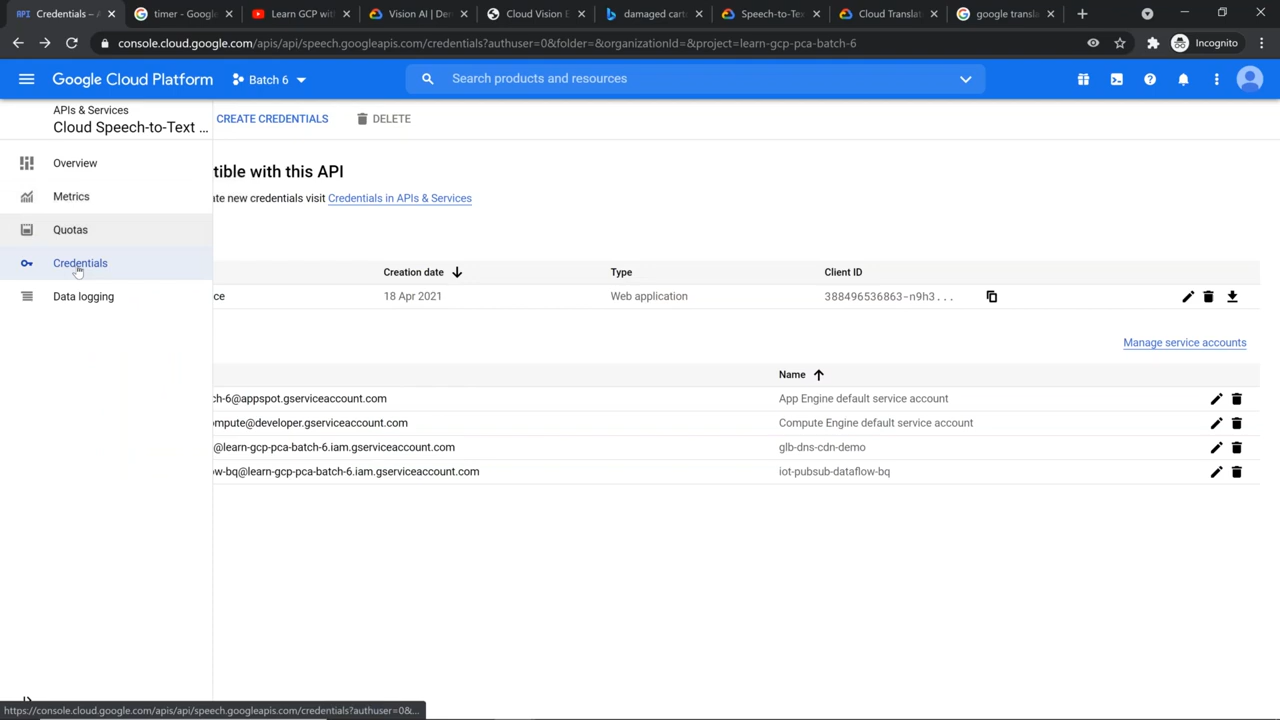 Credentials – A
timer - Google
Learn GCP with
Vision AI | Der
Cloud Vision E
damaged cart
Speech-to-Tex
Cloud Translat
google transla
console.cloud.google.com/apis/api/speech.googleapis.com/credentials?authuser=0&folder=&organizationId=&project=learn-gcp-pca-batch-6
Incognito
Google Cloud Platform
Batch 6
Search products and resources
APIs & Services
Cloud Speech-to-Text ...
CREATE CREDENTIALS
DELETE
Overview
Metrics
Quotas
Credentials
Data logging
tible with this API
ate new credentials visit Credentials in APIs & Services
Creation date
Type
Client ID
ce
18 Apr 2021
Web application
388496536863-n9h3...
Manage service accounts
Name
ch-6@appspot.gserviceaccount.com
App Engine default service account
ompute@developer.gserviceaccount.com
Compute Engine default service account
@learn-gcp-pca-batch-6.iam.gserviceaccount.com
glb-dns-cdn-demo
ow-bq@learn-gcp-pca-batch-6.iam.gserviceaccount.com
iot-pubsub-dataflow-bq
https://console.cloud.google.com/apis/api/speech.googleapis.com/credentials?authuser=0&...